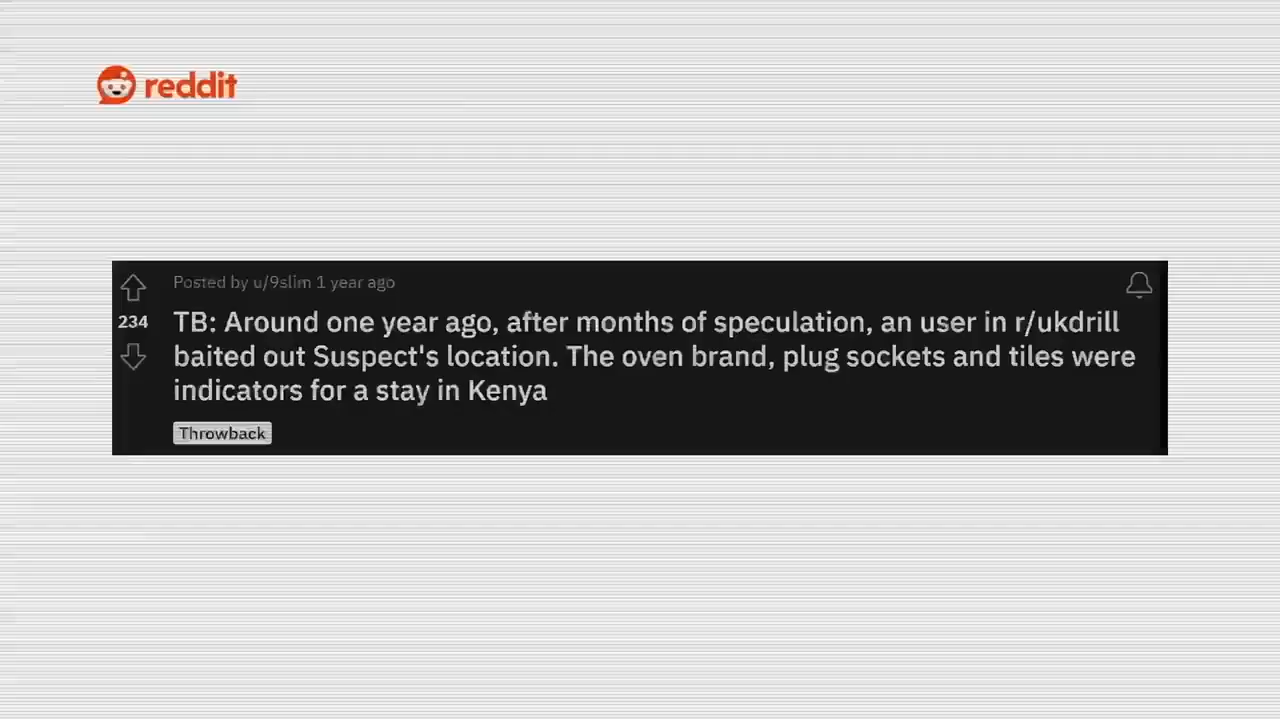 reddit
Posted by u/9slim 1 year ago
234
TB: Around one year ago, after months of speculation, an user in r/ukdrill
baited out Suspect's location. The oven brand, plug sockets and tiles were
indicators for a stay in Kenya
Throwback